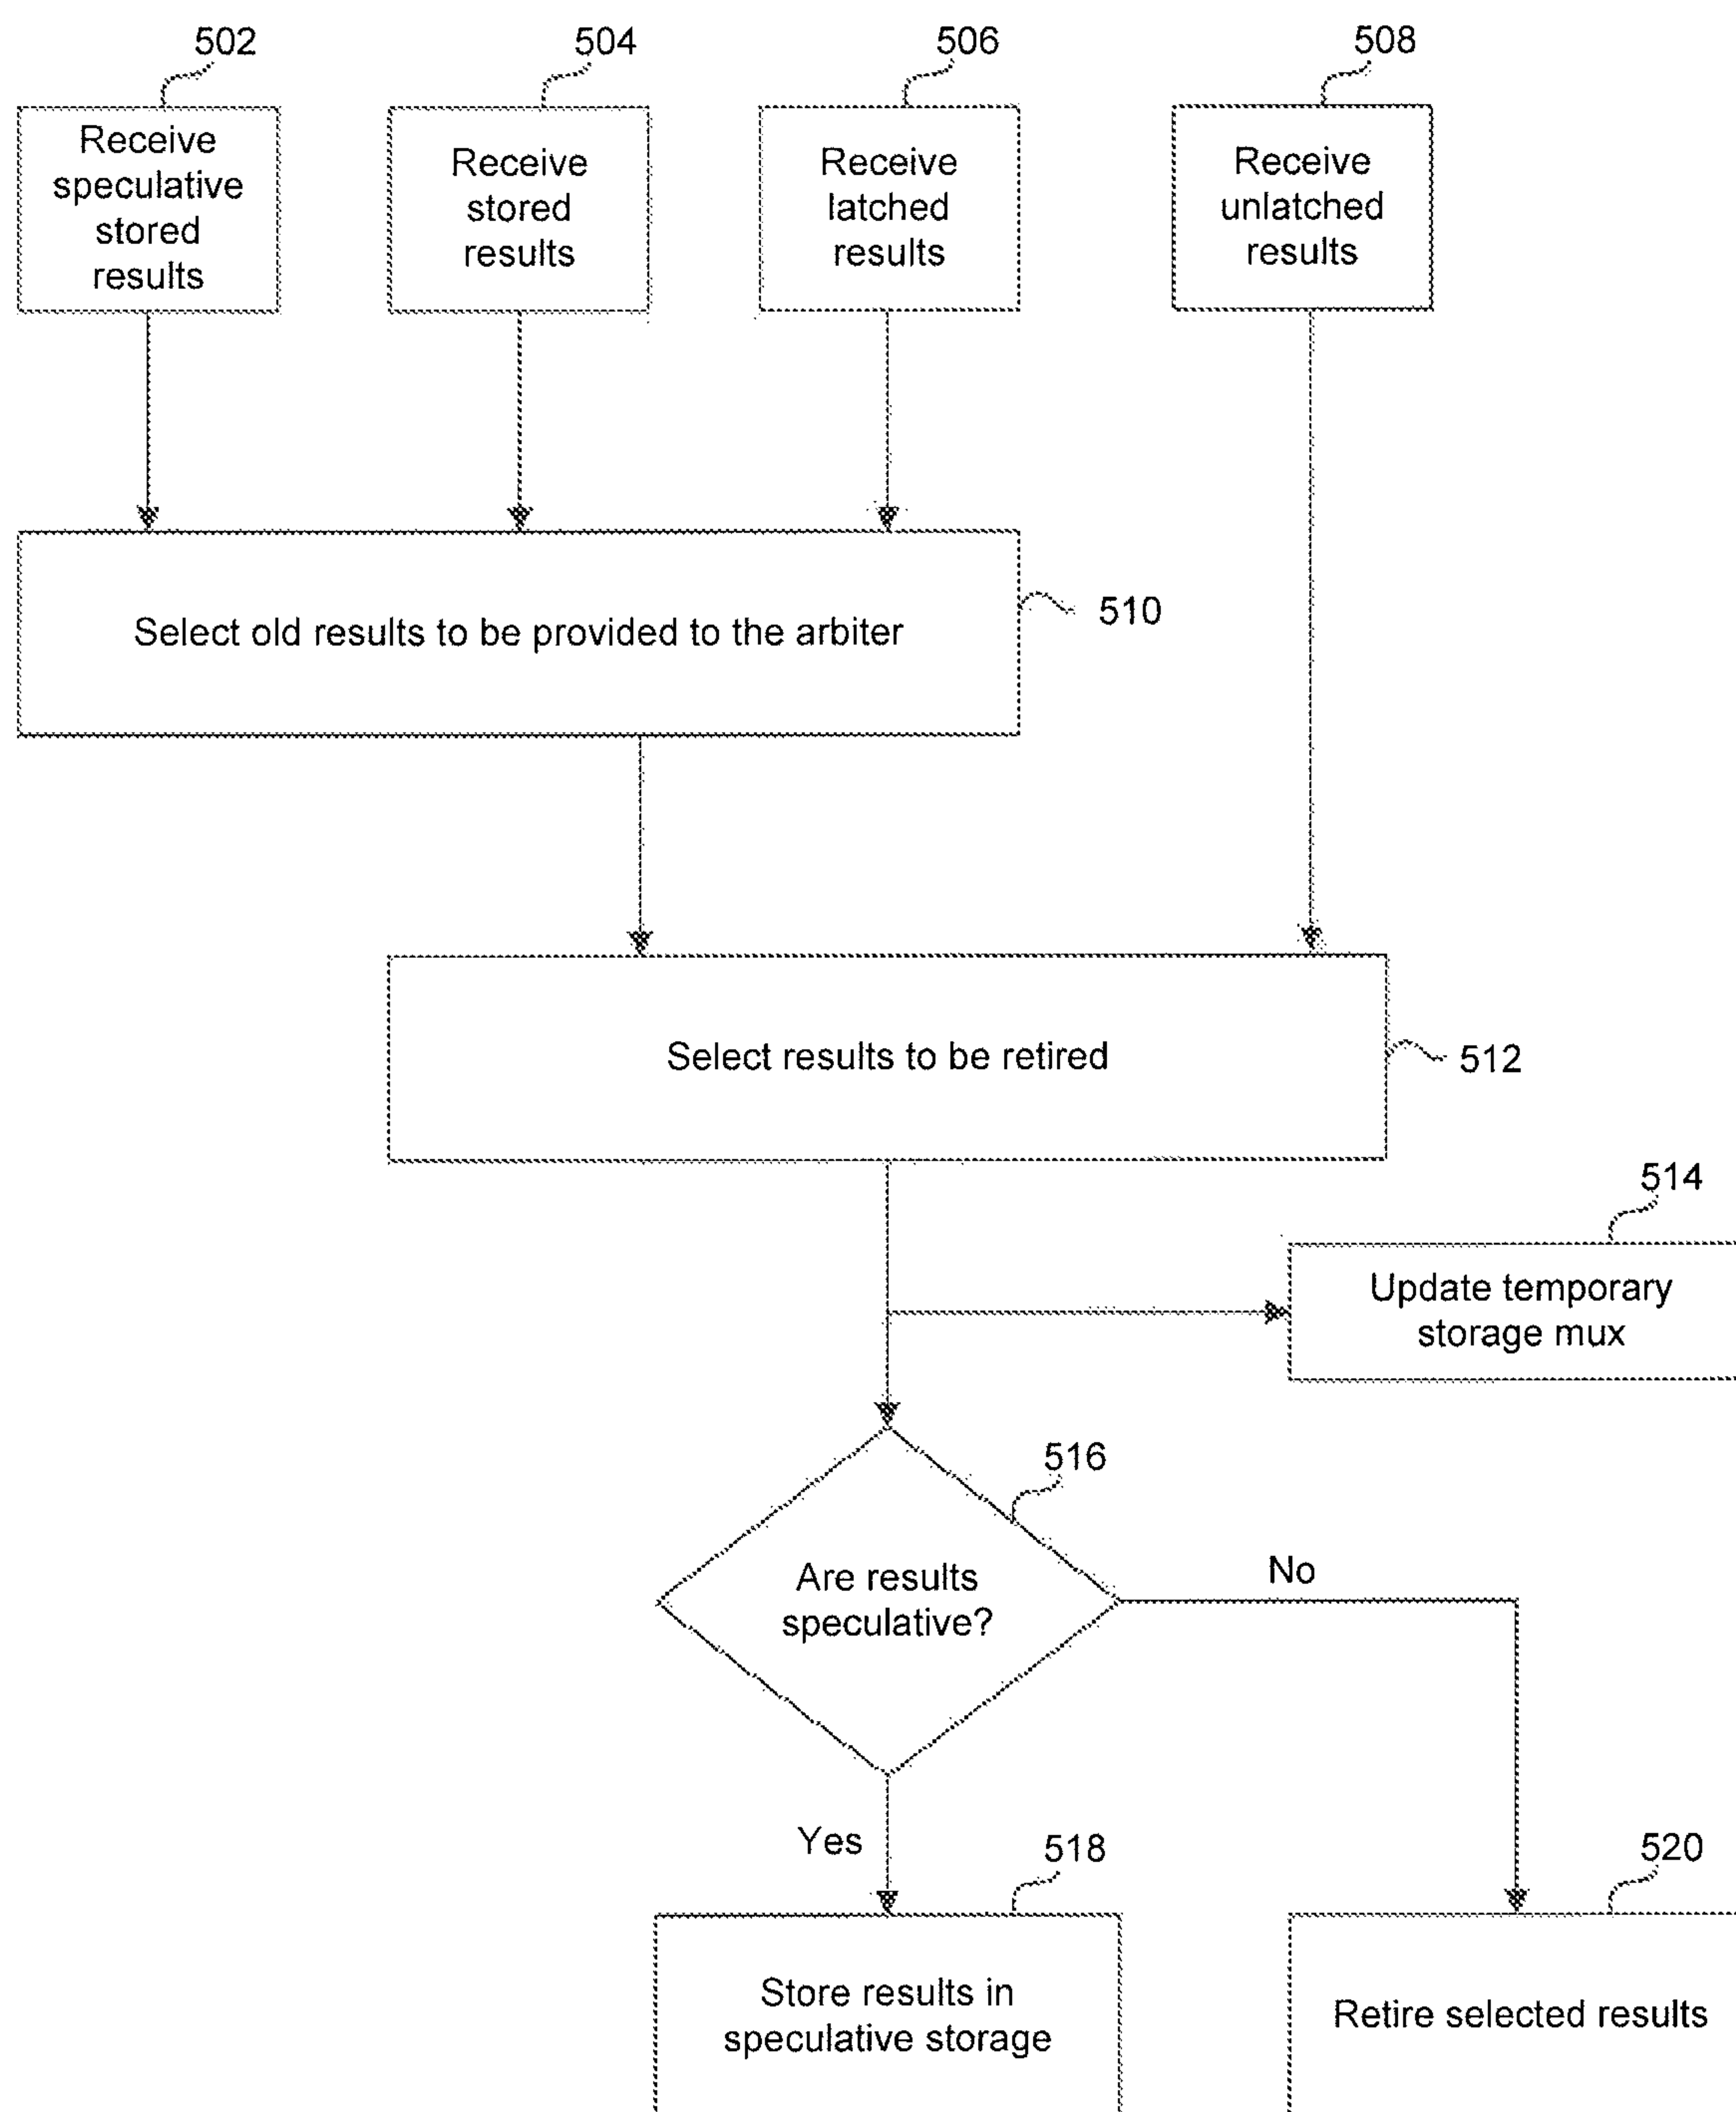 502
504
506
508
Receive
speculative
stored
results
Receive
stored
results
Receive
latched
results
Receive
unlatched
results
Select old results to be provided to the arbiter
510
Select results to be retired
512
514
Update temporary
storage mux
516
Are results
speculative?
No
Yes
518
520
Store results in
speculative storage
Retire selected results